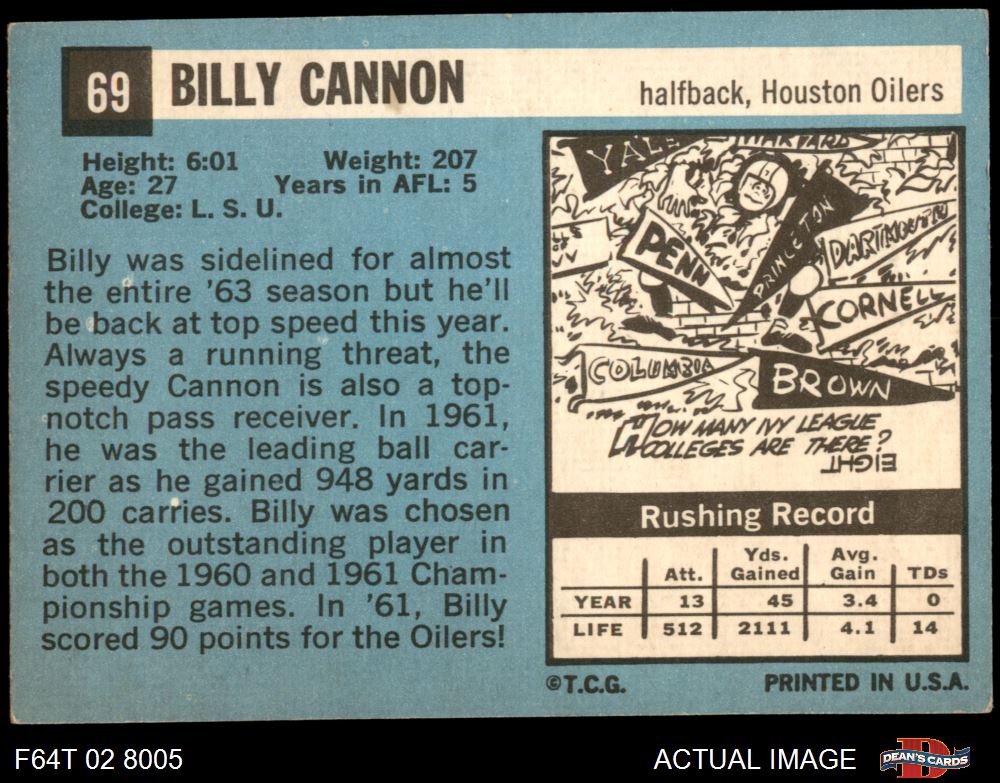 69 BILLY CANNON
halfback, Houston Oilers
Height: 6:01 Weight: 207
Age: 27 Years in AFL: 5
College: L. S. U.
Billy was sidelined for almost
the entire '63 season but he'll
be back at top speed this year.
Always a running threat, the
speedy Cannon is also a top-
notch pass receiver. In 1961,
he was the leading ball car-
rier as he gained 948 yards in
200 carries. Billy was chosen
as the outstanding player in
both the 1960 and 1961 Cham-
pionship games. In '61, Billy
scored 90 points for the Oilers!
YALE HARVARD
PENN PRINCETON DARTMOUTH
CORNELL
COLUMBIA BROWN
HOW MANY IVY LEAGUE
COLLEGES ARE THERE?
EIGHT
Rushing Record
Att. Yds. Gained Avg. Gain TDs
YEAR 13 45 3.4 0
LIFE 512 2111 4.1 14
©T.C.G. PRINTED IN U.S.A.
F64T 02 8005 ACTUAL IMAGE DEAN'S CARDS